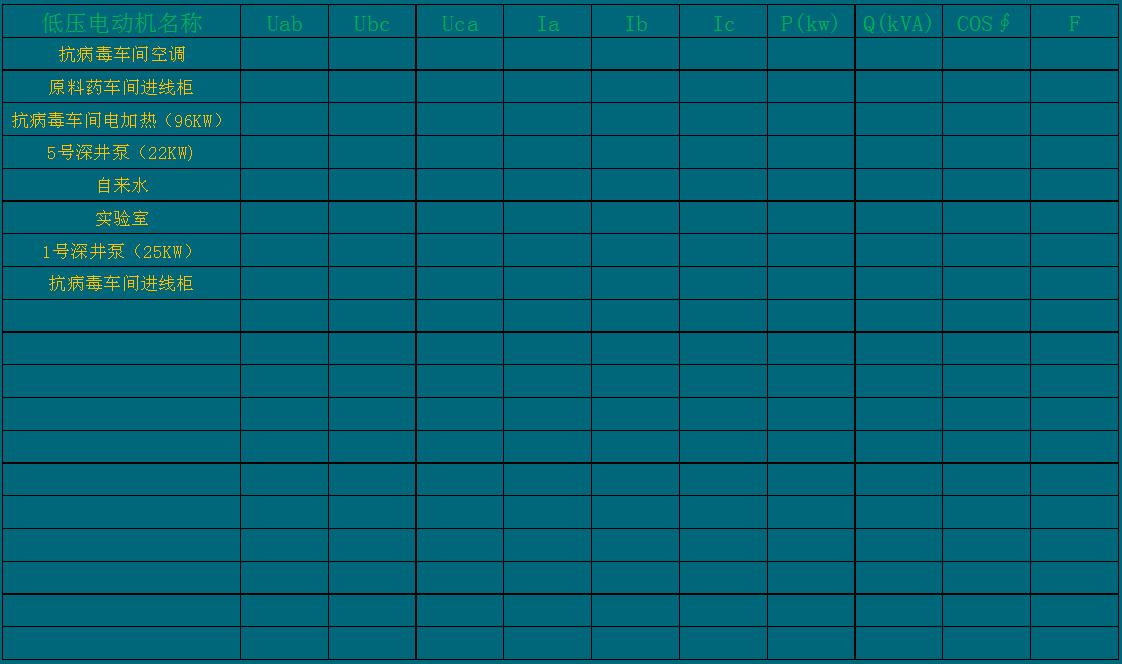 低压电动机名称 Uab Ubc Uca Ia Ib Ic P(kw) Q(kVA) COS∮ F
抗病毒车间空调
原料药车间进线柜
抗病毒车间电加热（96KW）
5号深井泵（22KW)
自来水
实验室
1号深井泵（25KW）
抗病毒车间进线柜